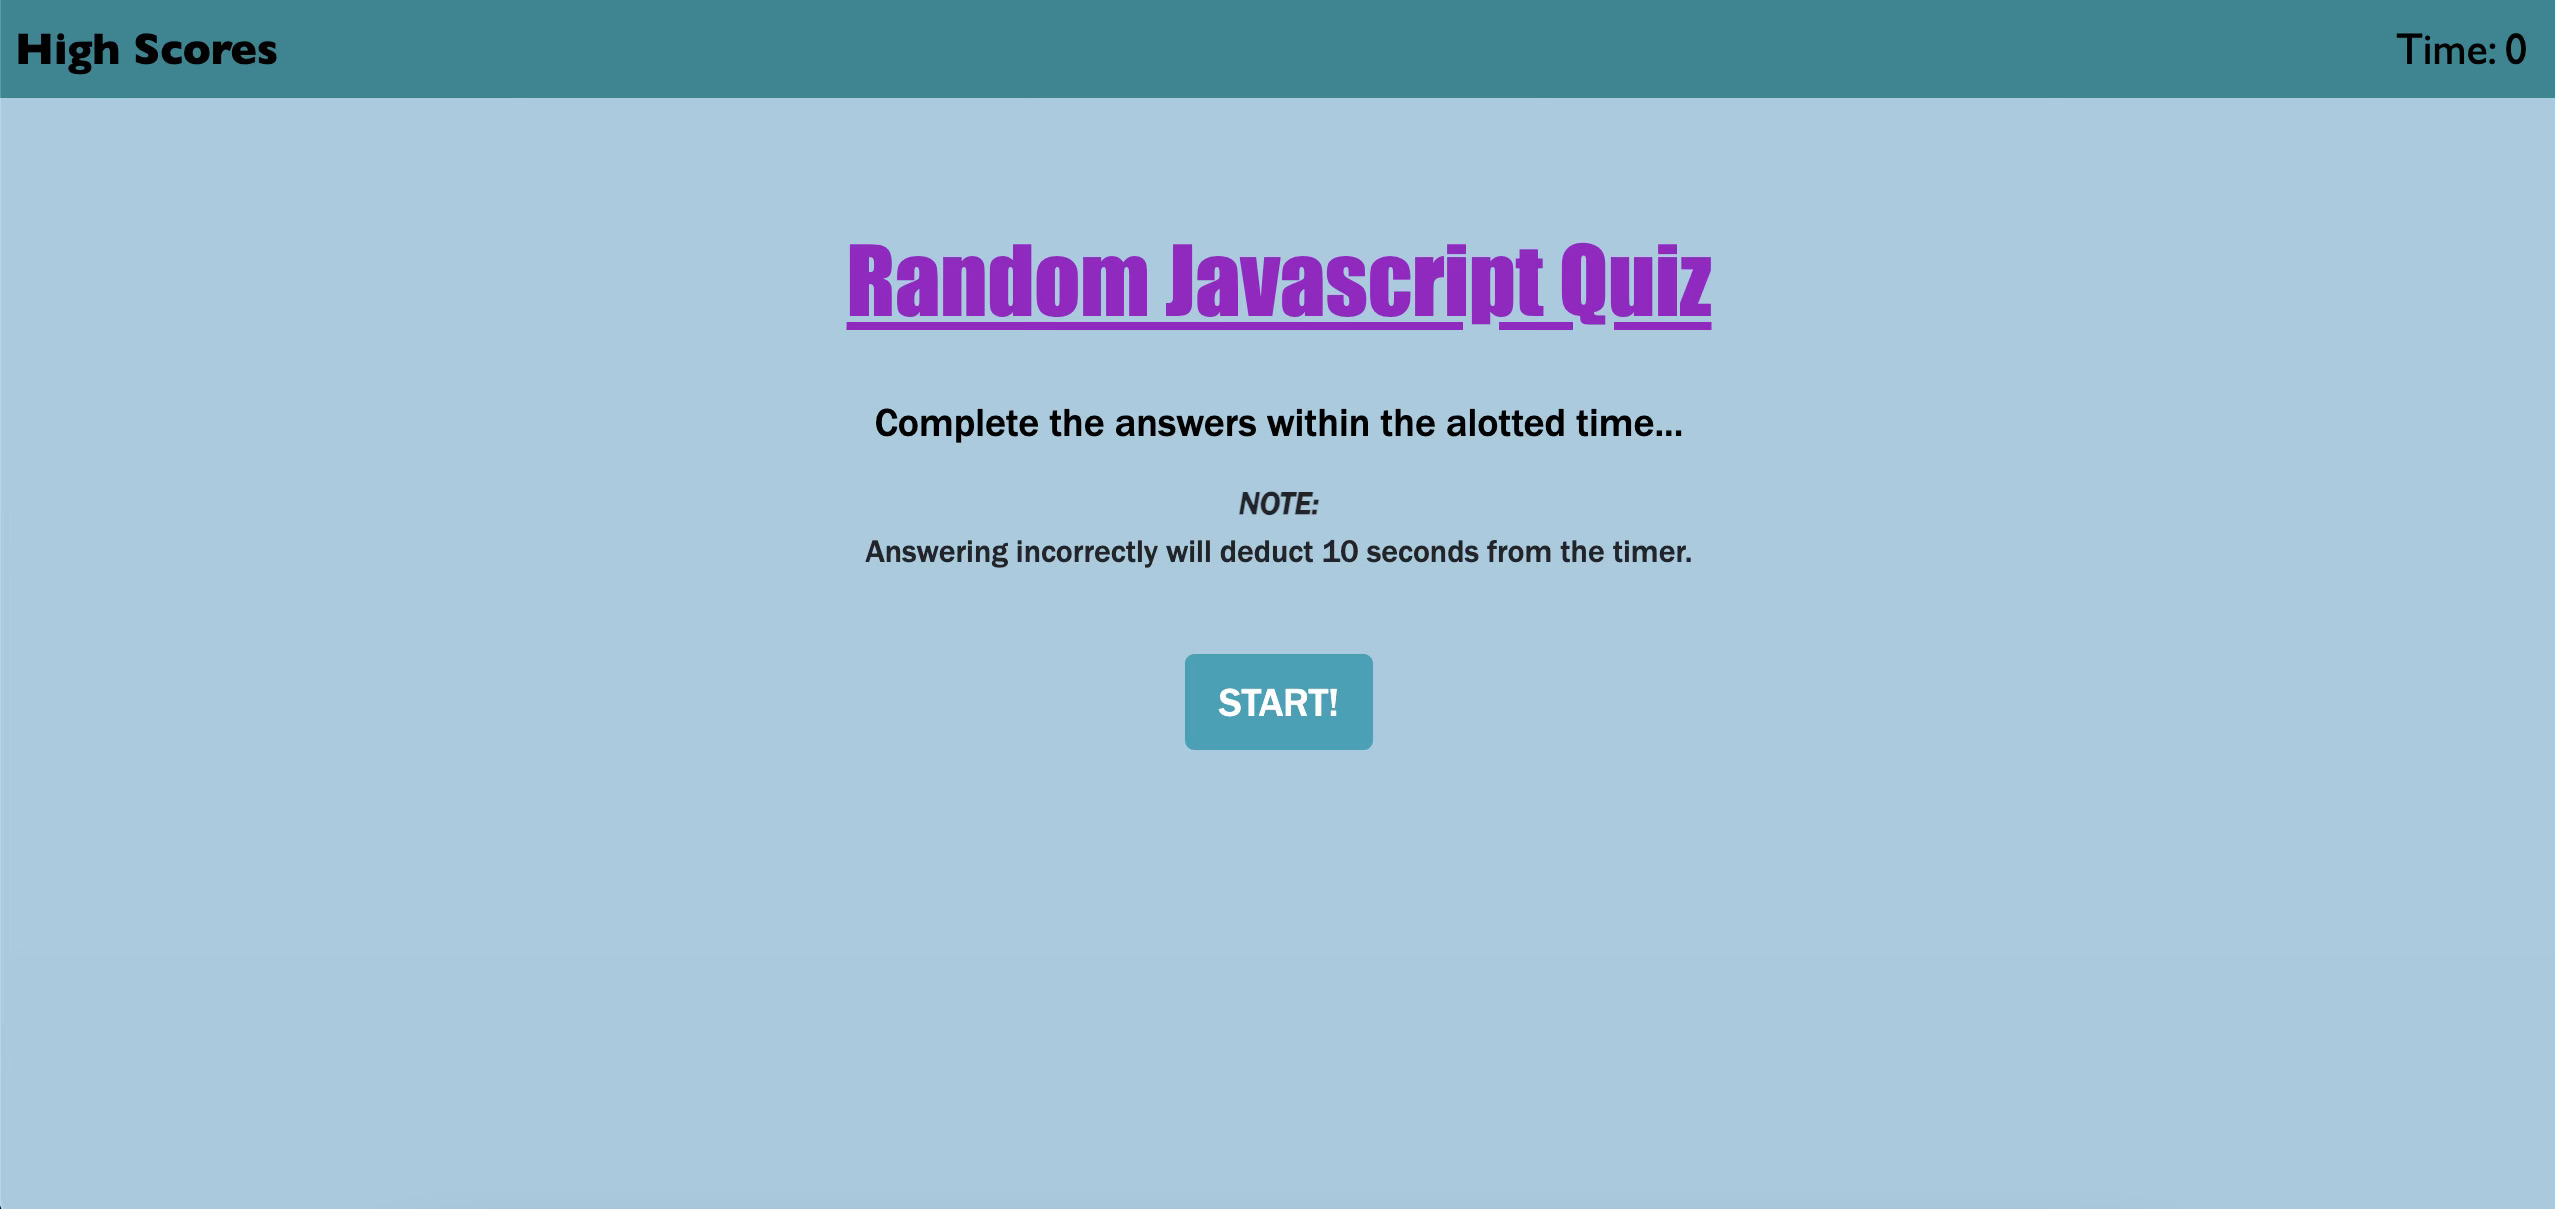 High Scores
Time: 0
Random Javascript Quiz
Complete the answers within the alotted time...
NOTE:
Answering incorrectly will deduct 10 seconds from the timer.
START!